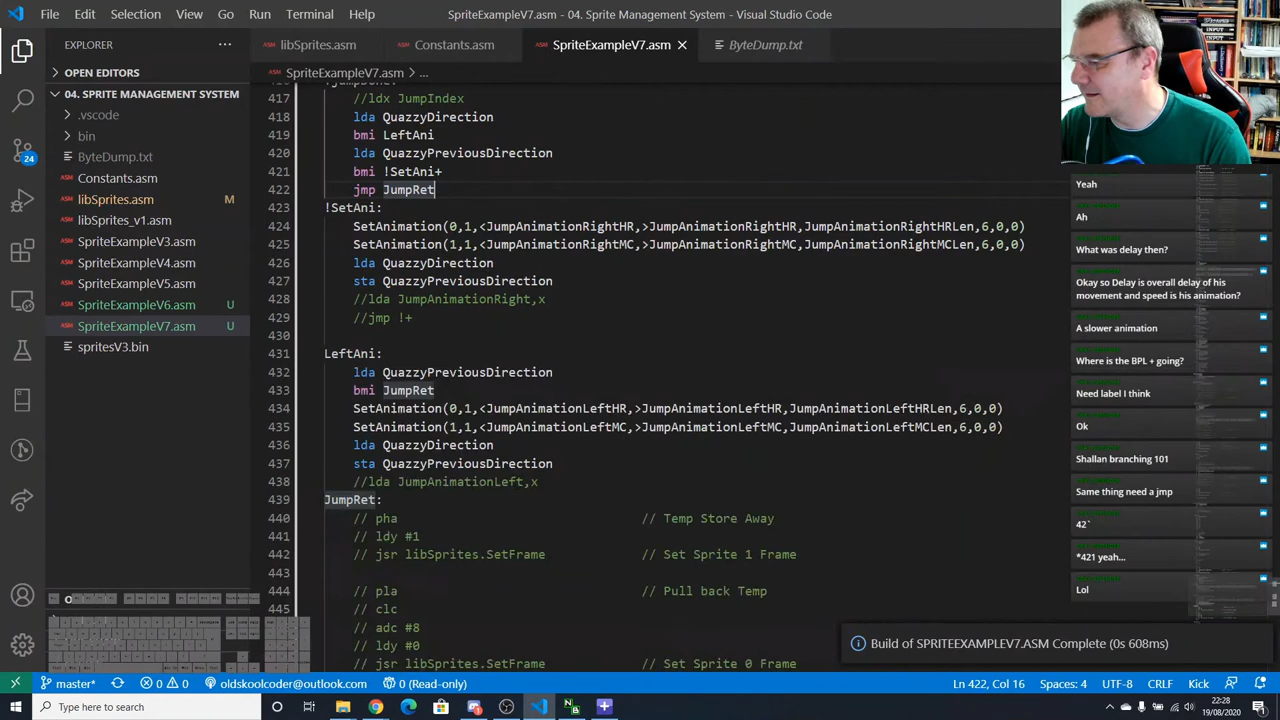 File Edit Selection View Go Run Terminal Help
SpriteExampleV7.asm - 04. Sprite Management System - Visual Studio Code
EXPLORER
OPEN EDITORS
04. SPRITE MANAGEMENT SYSTEM
.vscode
bin
ByteDump.txt
Constants.asm
libsprites.asm M
libSprites_v1.asm
SpriteExampleV3.asm
SpriteExampleV4.asm
SpriteExampleV5.asm
SpriteExampleV6.asm U
SpriteExampleV7.asm U
spritesV3.bin
24
libSprites.asm Constants.asm SpriteExampleV7.asm ByteDump.txt
SpriteExampleV7.asm > ...
417 //ldx JumpIndex
418 lda QuazzyDirection
419 bmi LeftAni
420 lda QuazzyPreviousDirection
421 bmi !SetAni+
422 jmp JumpRet
423 !SetAni:
424 SetAnimation(0,1,<JumpAnimationRightHR,>JumpAnimationRightHR,JumpAnimationRightHRLen,6,0,0)
425 SetAnimation(1,1,<JumpAnimationRightMC,>JumpAnimationRightMC,JumpAnimationRightMCLen,6,0,0)
426 lda QuazzyDirection
427 sta QuazzyPreviousDirection
428 //lda JumpAnimationRight,x
429 //jmp !+
430
431 LeftAni:
432 lda QuazzyPreviousDirection
433 bmi JumpRet
434 SetAnimation(0,1,<JumpAnimationLeftHR,>JumpAnimationLeftHR,JumpAnimationLeftHRLen,6,0,0)
435 SetAnimation(1,1,<JumpAnimationLeftMC,>JumpAnimationLeftMC,JumpAnimationLeftMCLen,6,0,0)
436 lda QuazzyDirection
437 sta QuazzyPreviousDirection
438 //lda JumpAnimationLeft,x
439 JumpRet:
440 // pha // Temp Store Away
441 // ldy #1
442 // jsr libSprites.SetFrame // Set Sprite 1 Frame
443
444 // pla // Pull back Temp
445 // clc
446 // adc #8
447 // ldy #0
448 // jsr libSprites.SetFrame // Set Sprite 0 Frame
Yeah
Ah
What was delay then?
Okay so Delay is overall delay of his
movement and speed is his animation?
A slower animation
Where is the BPL + going?
Need label I think
Ok
Shallan branching 101
Same thing need a jmp
42`
*421 yeah...
Lol
Build of SPRITEEXAMPLEV7.ASM Complete (0s 608ms)
master* 0 0 oldskoolcoder@outlook.com 0 (Read-only)
Ln 422, Col 16 Spaces: 4 UTF-8 CRLF Kick
Type here to search
22:28
19/08/2020